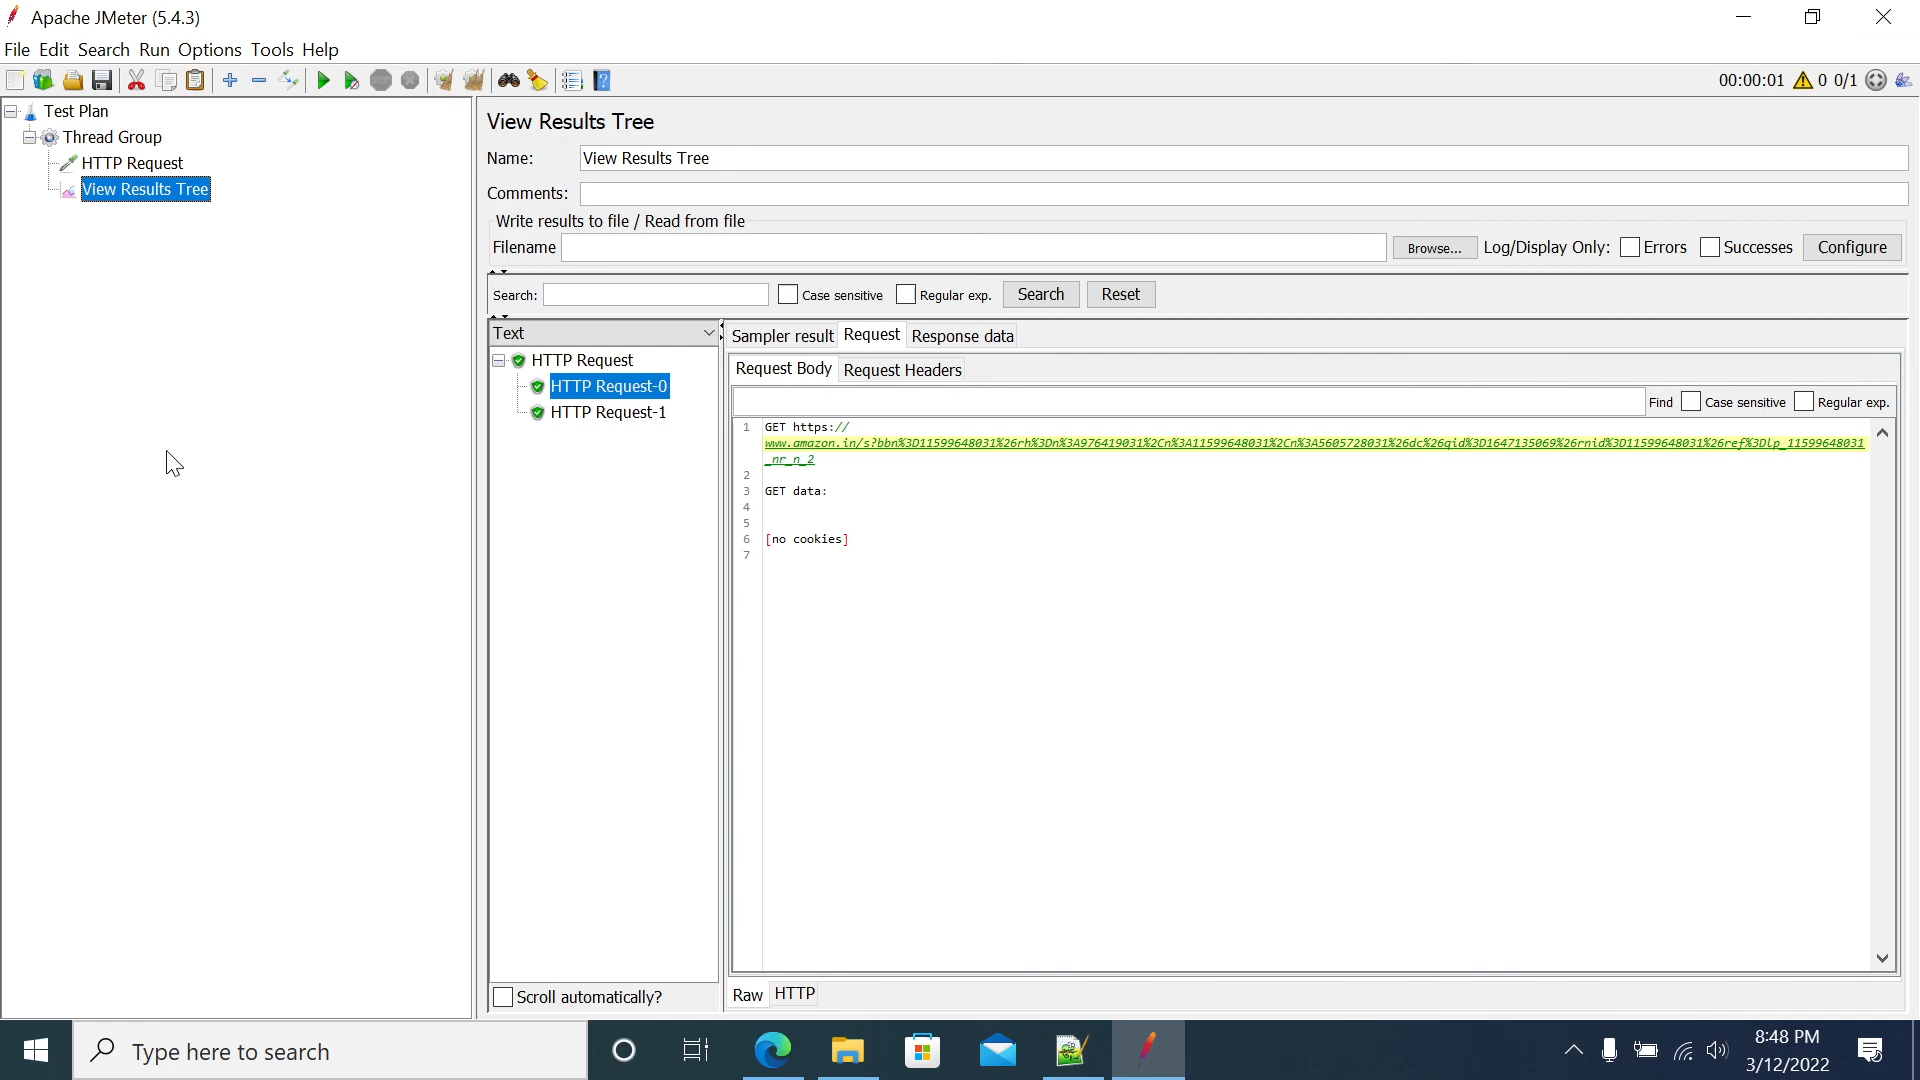 Apache JMeter (5.4.3)
File Edit Search Run Options Tools Help
00:00:01 0 0/1
Test Plan
Thread Group
HTTP Request
View Results Tree
View Results Tree
Name: View Results Tree
Comments:
Write results to file / Read from file
Filename Browse... Log/Display Only: Errors Successes Configure
Search: Case sensitive Regular exp. Search Reset
Text
HTTP Request
HTTP Request-0
HTTP Request-1
Scroll automatically?
Sampler result Request Response data
Request Body Request Headers
Find Case sensitive Regular exp.
1 GET https://
www.amazon.in/s?bbn%3D11599648031%26rh%3Dn%3A976419031%2Cn%3A11599648031%2Cn%3A5605728031%26dc%26qid%3D1647135069%26rnid%3D11599648031%26ref%3Dlp_11599648031
_nr_n_2
2
3 GET data:
4
5
6 [no cookies]
7
Raw HTTP
Type here to search
8:48 PM
3/12/2022